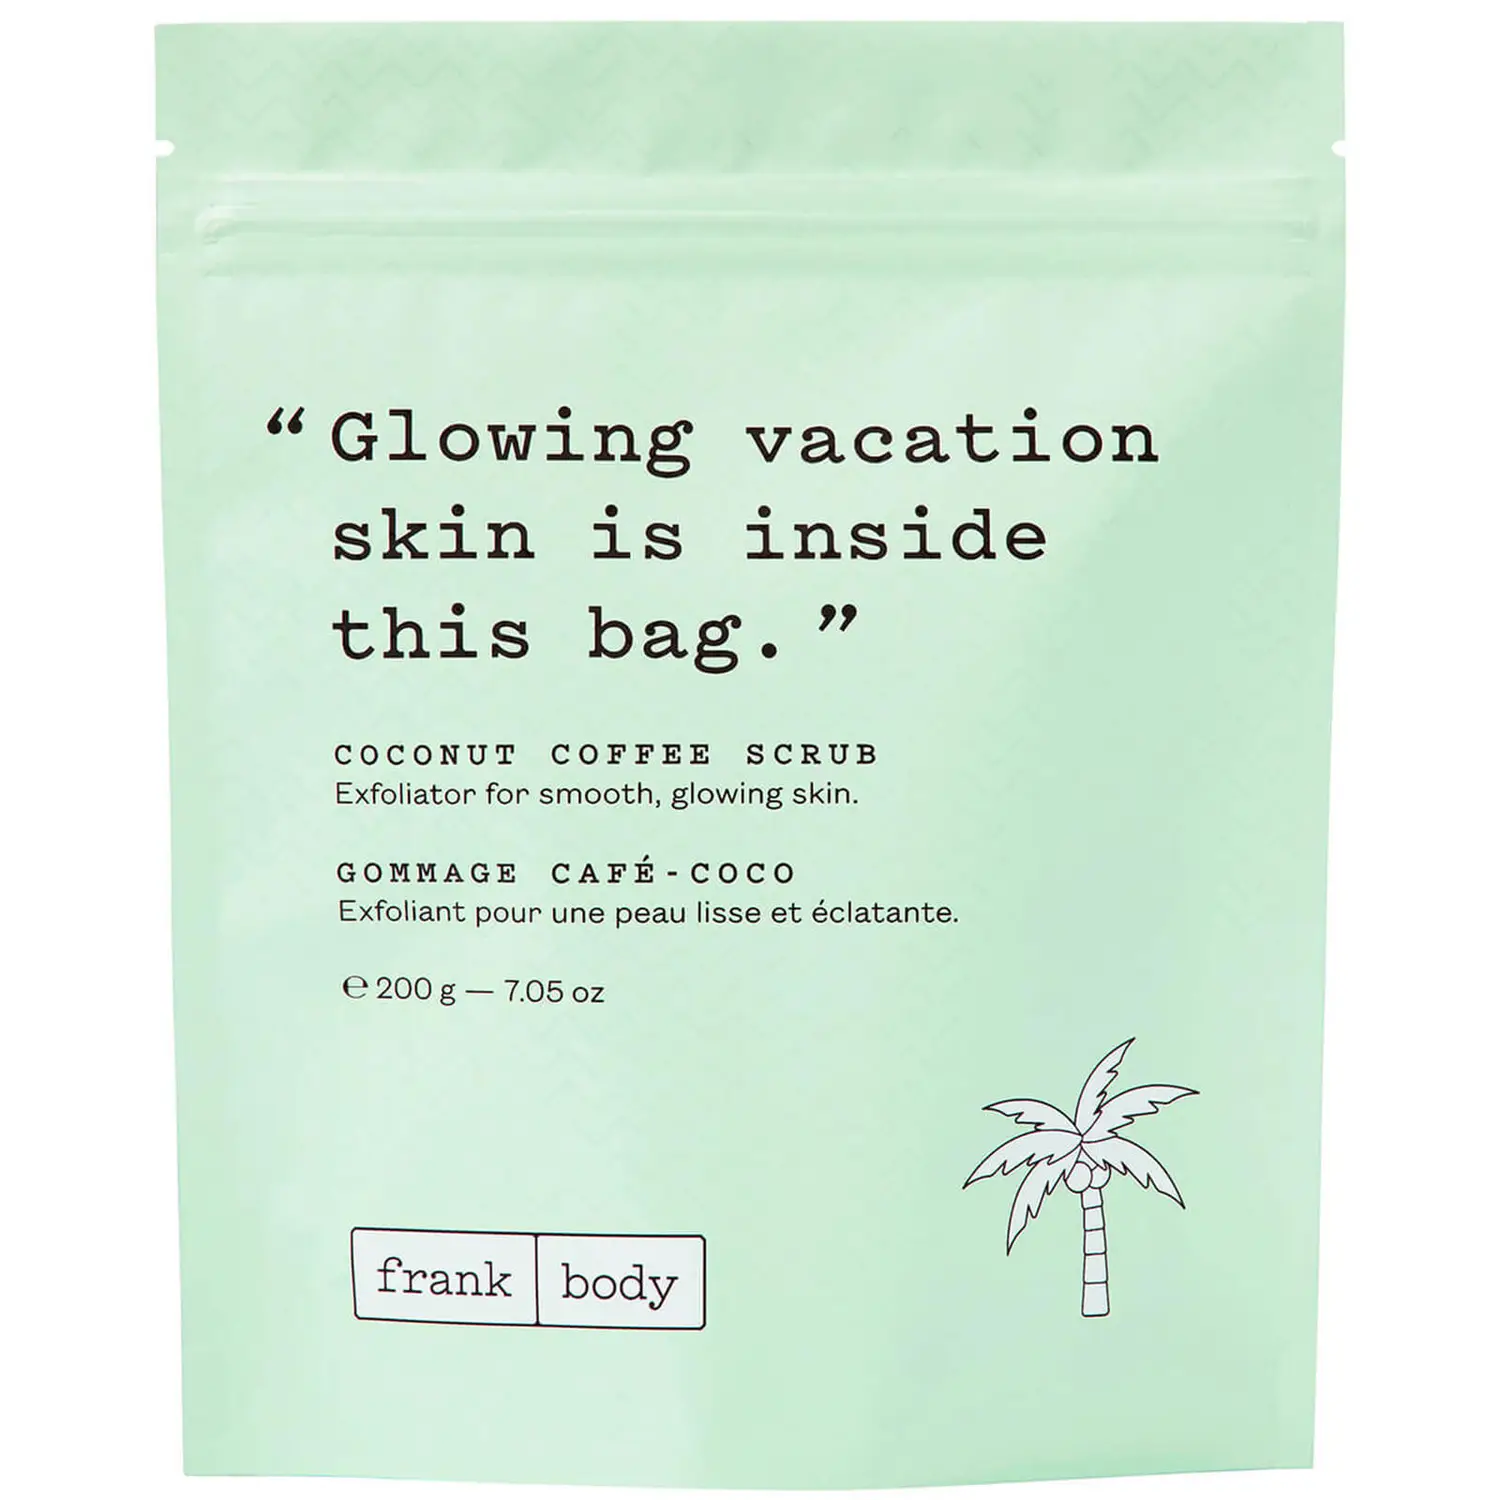 “Glowing vacation
skin is inside
this bag.”
COCONUT COFFEE SCRUB
Exfoliator for smooth, glowing skin.
GOMMAGE CAFÉ-COCO
Exfoliant pour une peau lisse et éclatante.
℮ 200 g — 7.05 oz
frank body